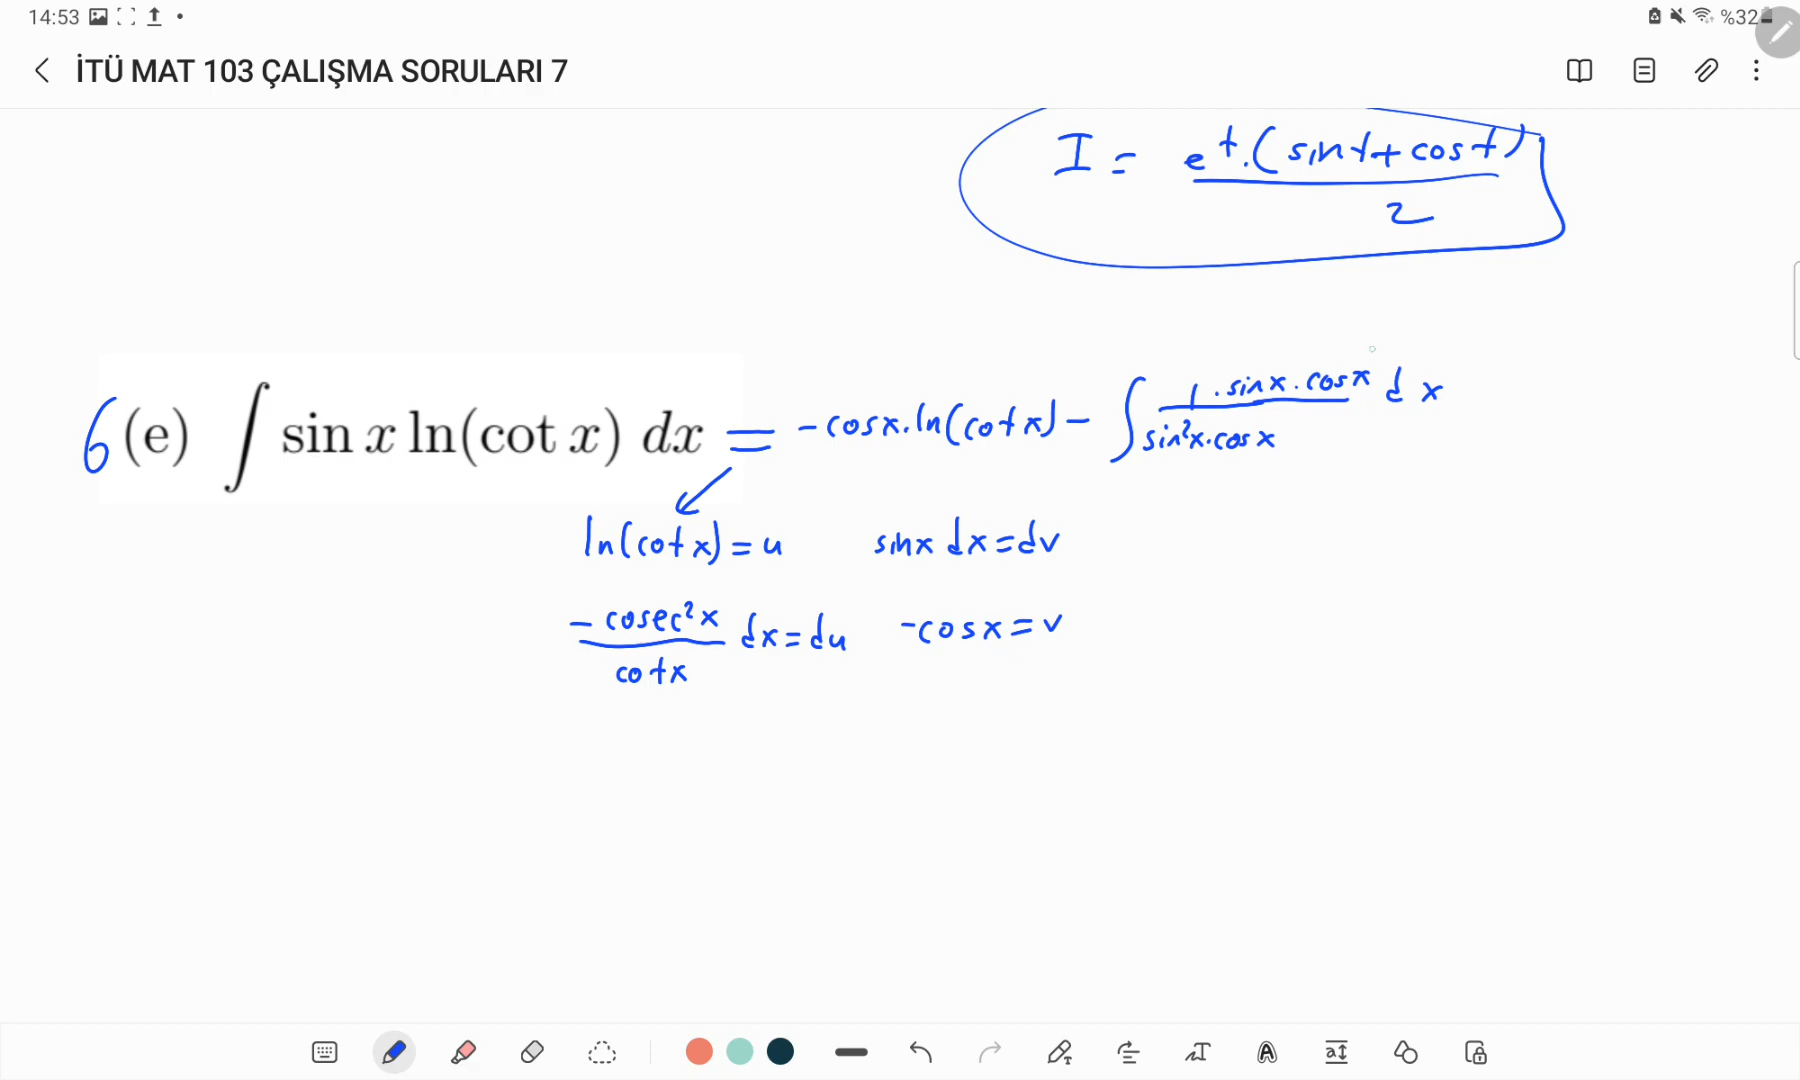 14:53 %32
İTÜ MAT 103 ÇALIŞMA SORULARI 7
I = e^t.(sint+cost) / 2
6 (e) ∫ sin x ln(cot x) dx = -cosx.ln(cotx) - ∫ 1.sinx.cosx / sin²x.cosx dx
ln(cotx)=u sinx dx=dv
-cosec²x / cotx dx=du -cosx=v